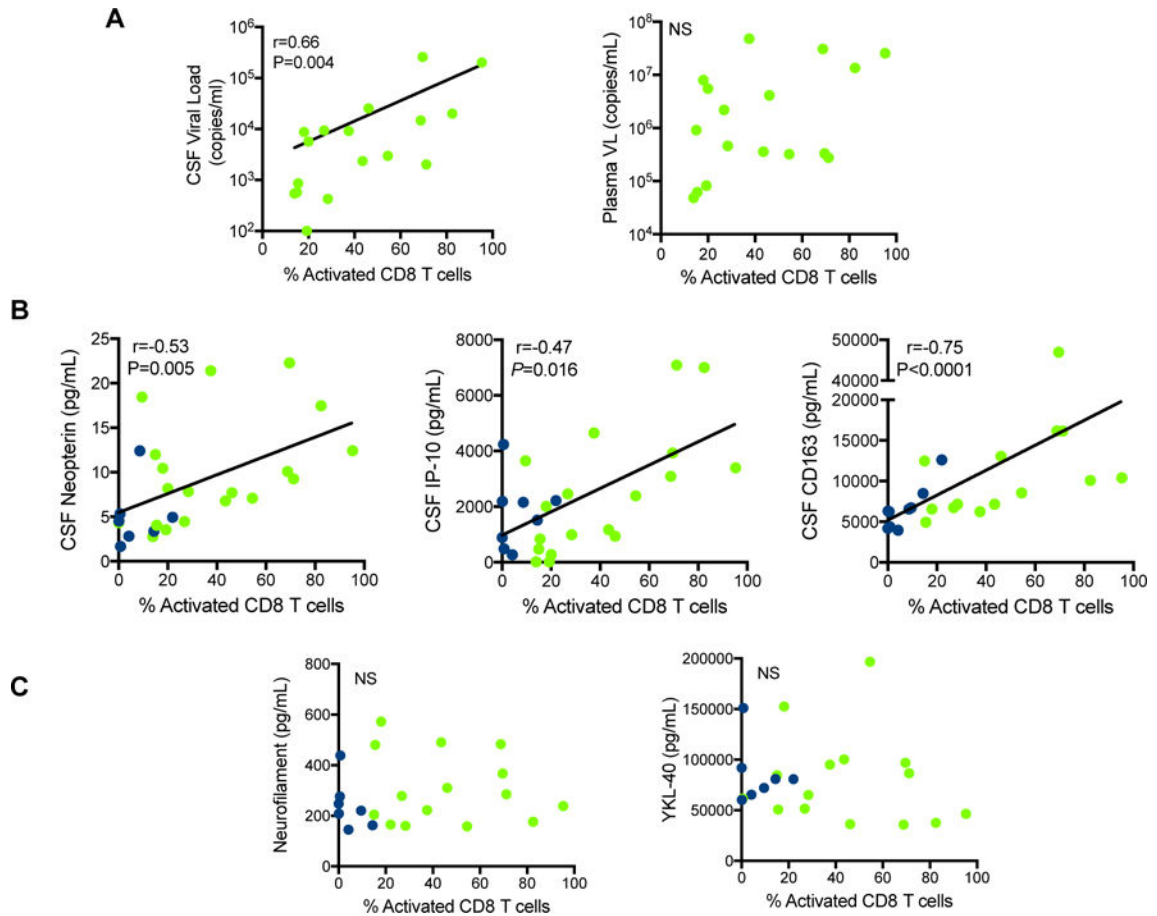 A
r=0.66
P=0.004
CSF Viral Load
(copies/ml)
10⁶
10⁵
10⁴
10³
10²
0 20 40 60 80 100
% Activated CD8 T cells
NS
Plasma VL (copies/mL)
10⁸
10⁷
10⁶
10⁵
10⁴
0 20 40 60 80 100
% Activated CD8 T cells
B
r=-0.53
P=0.005
CSF Neopterin (pg/mL)
25
20
15
10
5
0
0 20 40 60 80 100
% Activated CD8 T cells
r=-0.47
P=0.016
CSF IP-10 (pg/mL)
8000
6000
4000
2000
0
0 20 40 60 80 100
% Activated CD8 T cells
r=-0.75
P<0.0001
CSF CD163 (pg/mL)
50000
40000
20000
15000
10000
5000
0
0 20 40 60 80 100
% Activated CD8 T cells
C
NS
Neurofilament (pg/mL)
800
600
400
200
0
0 20 40 60 80 100
% Activated CD8 T cells
NS
YKL-40 (pg/mL)
200000
150000
100000
50000
0
0 20 40 60 80 100
% Activated CD8 T cells